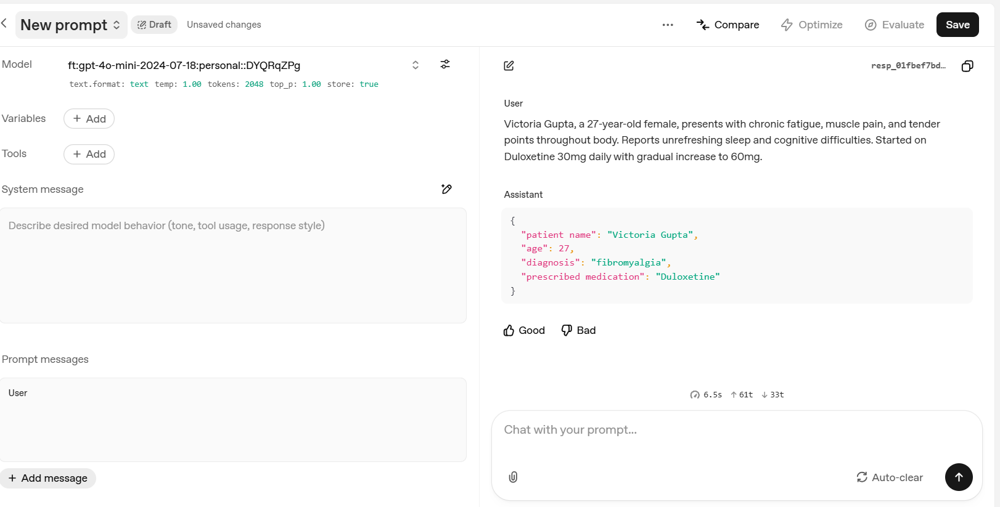 New prompt
Draft
Unsaved changes
Compare
Optimize
Evaluate
Save
Model
ft:gpt-4o-mini-2024-07-18:personal::DYQRqZPg
text.format: text temp: 1.00 tokens: 2048 top_p: 1.00 store: true
Variables
+ Add
Tools
+ Add
System message
Describe desired model behavior (tone, tool usage, response style)
Prompt messages
User
+ Add message
resp_01fbef7bd…
User
Victoria Gupta, a 27-year-old female, presents with chronic fatigue, muscle pain, and tender
points throughout body. Reports unrefreshing sleep and cognitive difficulties. Started on
Duloxetine 30mg daily with gradual increase to 60mg.
Assistant
{
"patient name": "Victoria Gupta",
"age": 27,
"diagnosis": "fibromyalgia",
"prescribed medication": "Duloxetine"
}
Good
Bad
6.5s ↑61t ↓33t
Chat with your prompt...
Auto-clear